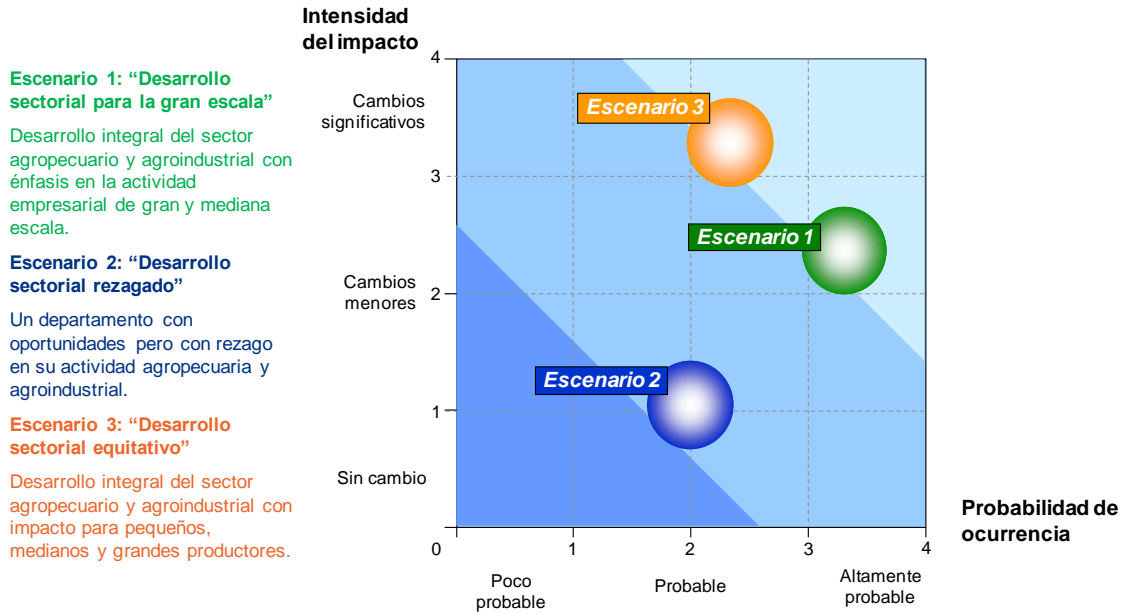 Escenario 1: “Desarrollo
sectorial para la gran escala”
Desarrollo integral del sector
agropecuario y agroindustrial con
énfasis en la actividad
empresarial de gran y mediana
escala.
Escenario 2: “Desarrollo
sectorial rezagado”
Un departamento con
oportunidades pero con rezago
en su actividad agropecuaria y
agroindustrial.
Escenario 3: “Desarrollo
sectorial equitativo”
Desarrollo integral del sector
agropecuario y agroindustrial con
impacto para pequeños,
medianos y grandes productores.
Intensidad
del impacto
4
Cambios
significativos
3
Cambios
menores
2
1
Sin cambio
Escenario 3
Escenario 1
Escenario 2
0
1
2
3
4
Poco
probable
Probable
Altamente
probable
Probabilidad de
ocurrencia